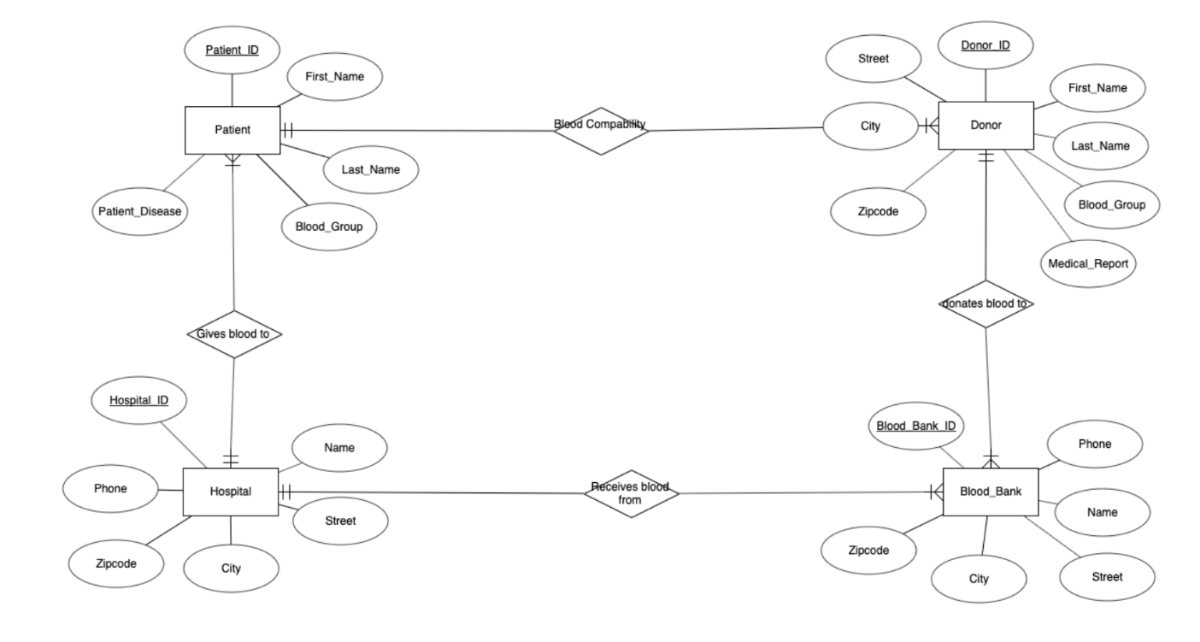 Patient_ID
First_Name
Patient
Last_Name
Patient_Disease
Blood_Group
Blood Compability
Street
Donor_ID
First_Name
City
Donor
Last_Name
Zipcode
Blood_Group
Medical_Report
Gives blood to
donates blood to
Hospital_ID
Name
Phone
Hospital
Street
Zipcode
City
Receives blood
from
Blood_Bank_ID
Phone
Blood_Bank
Name
Zipcode
City
Street